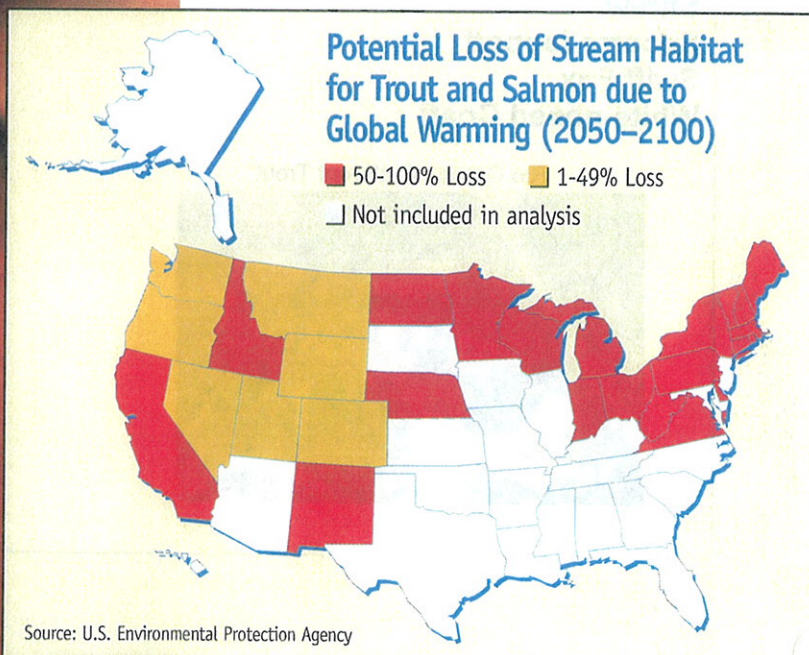 Potential Loss of Stream Habitat
for Trout and Salmon due to
Global Warming (2050–2100)
50-100% Loss
1-49% Loss
Not included in analysis
Source: U.S. Environmental Protection Agency